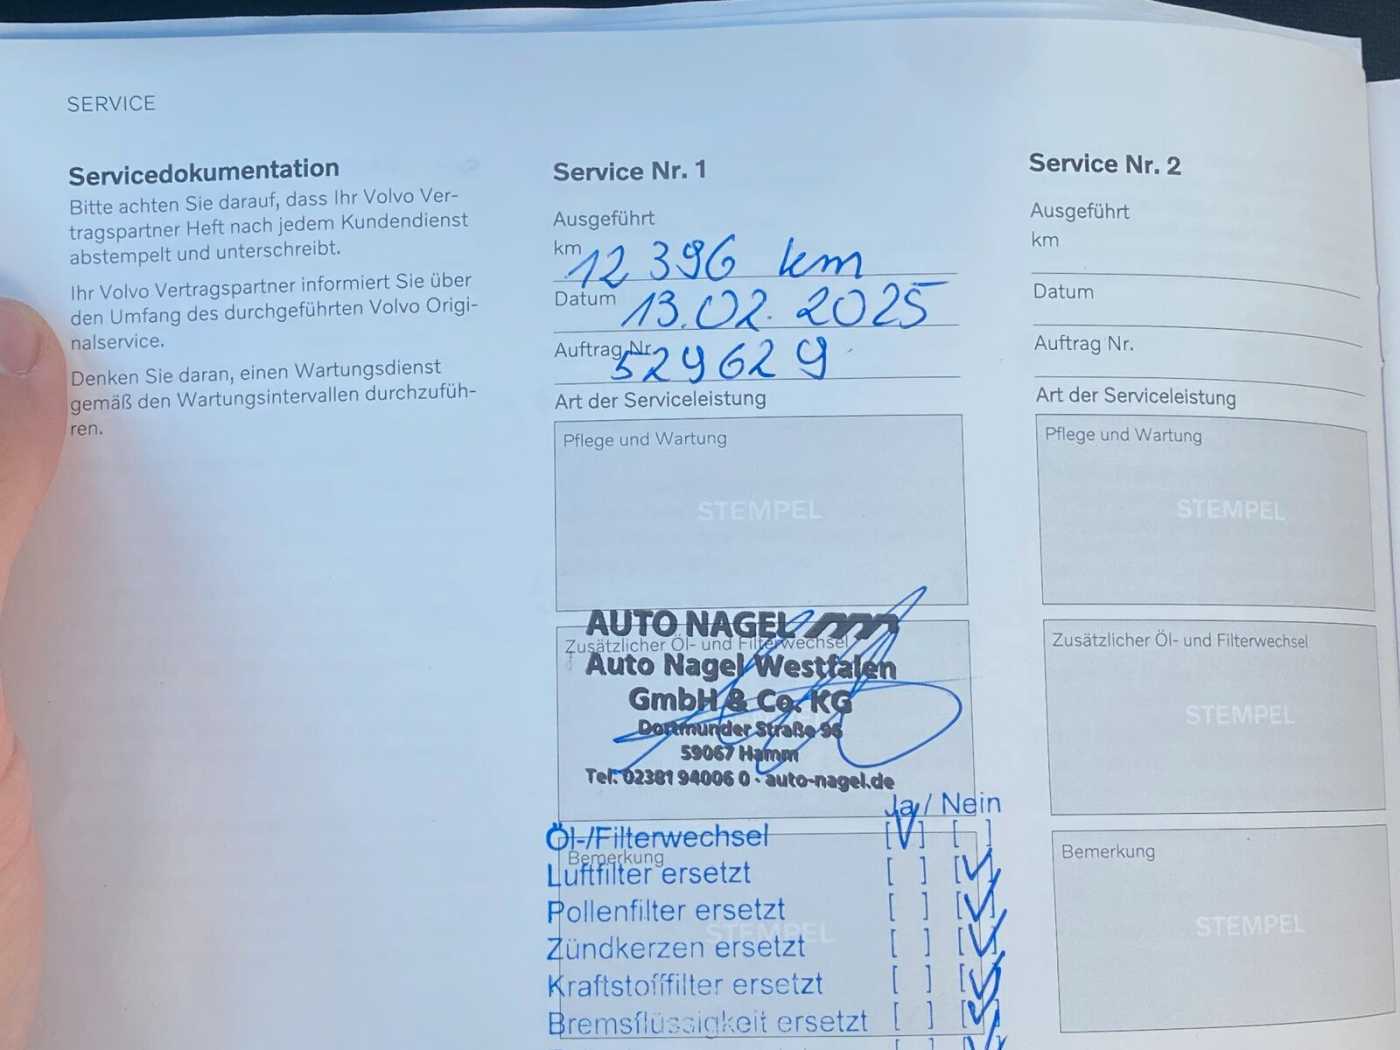 SERVICE
Servicedokumentation
Bitte achten Sie darauf, dass Ihr Volvo Ver-
tragspartner Heft nach jedem Kundendienst
abstempelt und unterschreibt.
Ihr Volvo Vertragspartner informiert Sie über
den Umfang des durchgeführten Volvo Origi-
nalservice.
Denken Sie daran, einen Wartungsdienst
gemäß den Wartungsintervallen durchzufüh-
ren.
Service Nr. 1
Ausgeführt
km 12 396 km
Datum 13.02.2025
Auftrag Nr. 529629
Art der Serviceleistung
Pflege und Wartung
STEMPEL
AUTO NAGEL
Zusätzlicher Öl- und Filterwechsel
Auto Nagel Westfalen
GmbH & Co. KG
Dortmunder Straße 96
59067 Hamm
Tel. 02381 94006 0 · auto-nagel.de
Ja / Nein
Öl-/Filterwechsel [√] [ ]
Bemerkung
Luftfilter ersetzt [ ] [√]
Pollenfilter ersetzt [ ] [√]
STEMPEL
Zündkerzen ersetzt [ ] [√]
Kraftstofffilter ersetzt [ ] [√]
Bremsflüssigkeit ersetzt [ ] [√]
Service Nr. 2
Ausgeführt
km
Datum
Auftrag Nr.
Art der Serviceleistung
Pflege und Wartung
STEMPEL
Zusätzlicher Öl- und Filterwechsel
STEMPEL
Bemerkung
STEMPEL